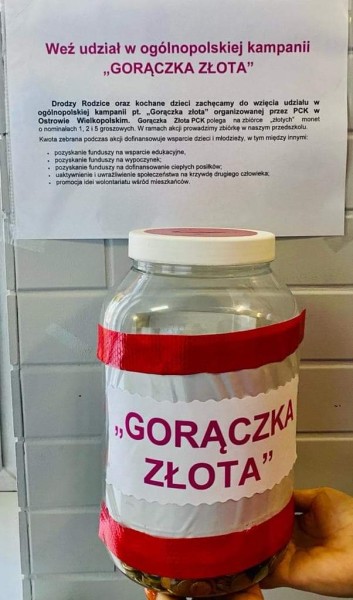 Weź udział w ogólnopolskiej kampanii
„GORĄCZKA ZŁOTA”
Drodzy Rodzice oraz kochane dzieci zachęcamy do wzięcia udziału w
ogólnopolskiej kampanii pt. „Gorączka złota” organizowanej przez PCK w
Ostrowie Wielkopolskim. Gorączka Złota PCK polega na zbiórce „złotych” monet
o nominałach 1, 2 i 5 groszowych. W ramach akcji prowadzimy zbiórkę w naszym przedszkolu.
Kwota zebrana podczas akcji dofinansowuje wsparcie dzieci i młodzieży, w tym między innymi:
• pozyskanie funduszy na wsparcie edukacyjne,
• pozyskanie funduszy na wypoczynek;
• pozyskanie funduszy na dofinansowanie ciepłych posiłków;
• uaktywnienie i uwrażliwienie społeczeństwa na krzywdę drugiego człowieka;
• promocja idei wolontariatu wśród mieszkańców.
„GORĄCZKA
ZŁOTA”